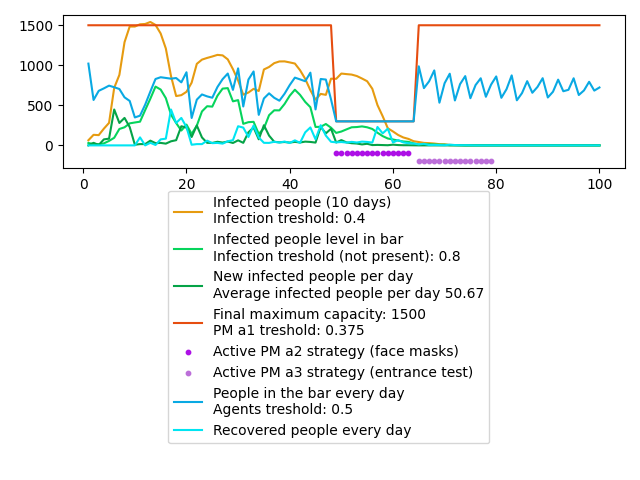 1500
1000
500
0
0
20
40
60
80
100
Infected people (10 days)
Infection treshold: 0.4
Infected people level in bar
Infection treshold (not present): 0.8
New infected people per day
Average infected people per day 50.67
Final maximum capacity: 1500
PM a1 treshold: 0.375
Active PM a2 strategy (face masks)
Active PM a3 strategy (entrance test)
People in the bar every day
Agents treshold: 0.5
Recovered people every day